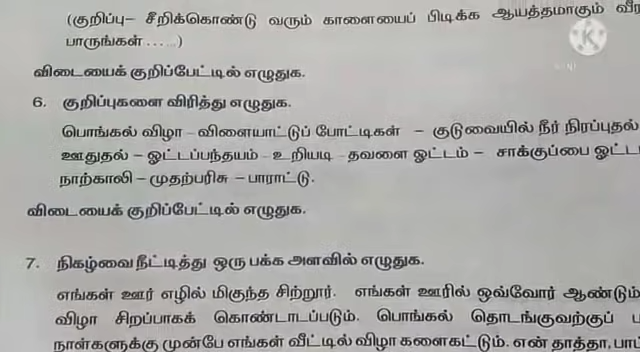 (குறிப்பு– சீறிக்கொண்டு வரும் காளையைப் பிடிக்க ஆயத்தமாகும்
பாருங்கள் ......)
விடையைக் குறிப்பேட்டில் எழுதுக.
6. குறிப்புகளை விரித்து எழுதுக.
பொங்கல் விழா – விளையாட்டுப் போட்டிகள் – குடுவையில் நீர் நிரப்புதல்
ஊதுதல் – ஓட்டப்பந்தயம் – உறியடி – தவளை ஓட்டம் – சாக்குப்பை
நாற்காலி – முதற்பரிசு – பாராட்டு.
விடையைக் குறிப்பேட்டில் எழுதுக.
7. நிகழ்வை நீட்டித்து ஒரு பக்க அளவில் எழுதுக.
எங்கள் ஊர் எழில் மிகுந்த சிற்றூர். எங்கள் ஊரில் ஒவ்வோர் ஆண்டும்
விழா சிறப்பாகக் கொண்டாடப்படும். பொங்கல் தொடங்குவதற்குப்
நாள்களுக்கு முன்பே எங்கள் வீட்டில் விழா களைகட்டும். என் தாத்தா,